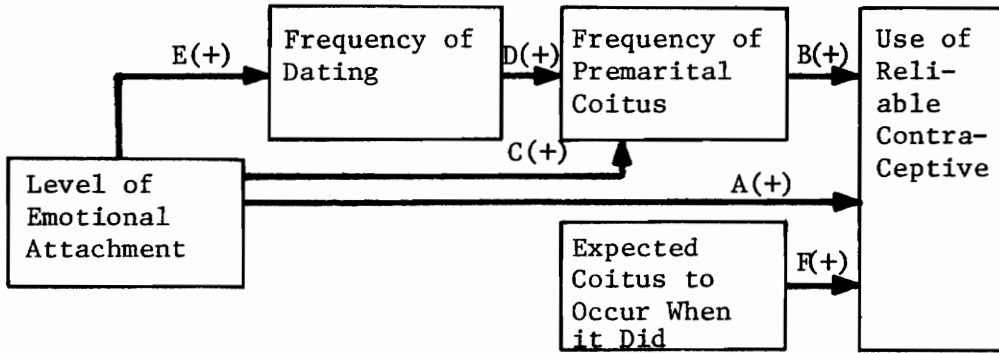 E(+)
Frequency of
Dating
D(+)
Frequency of
Premarital
Coitus
B(+)
Use of
Reli-
able
Contra-
Ceptive
C(+)
Level of
Emotional
Attachment
A(+)
Expected
Coitus to
Occur When
it Did
F(+)